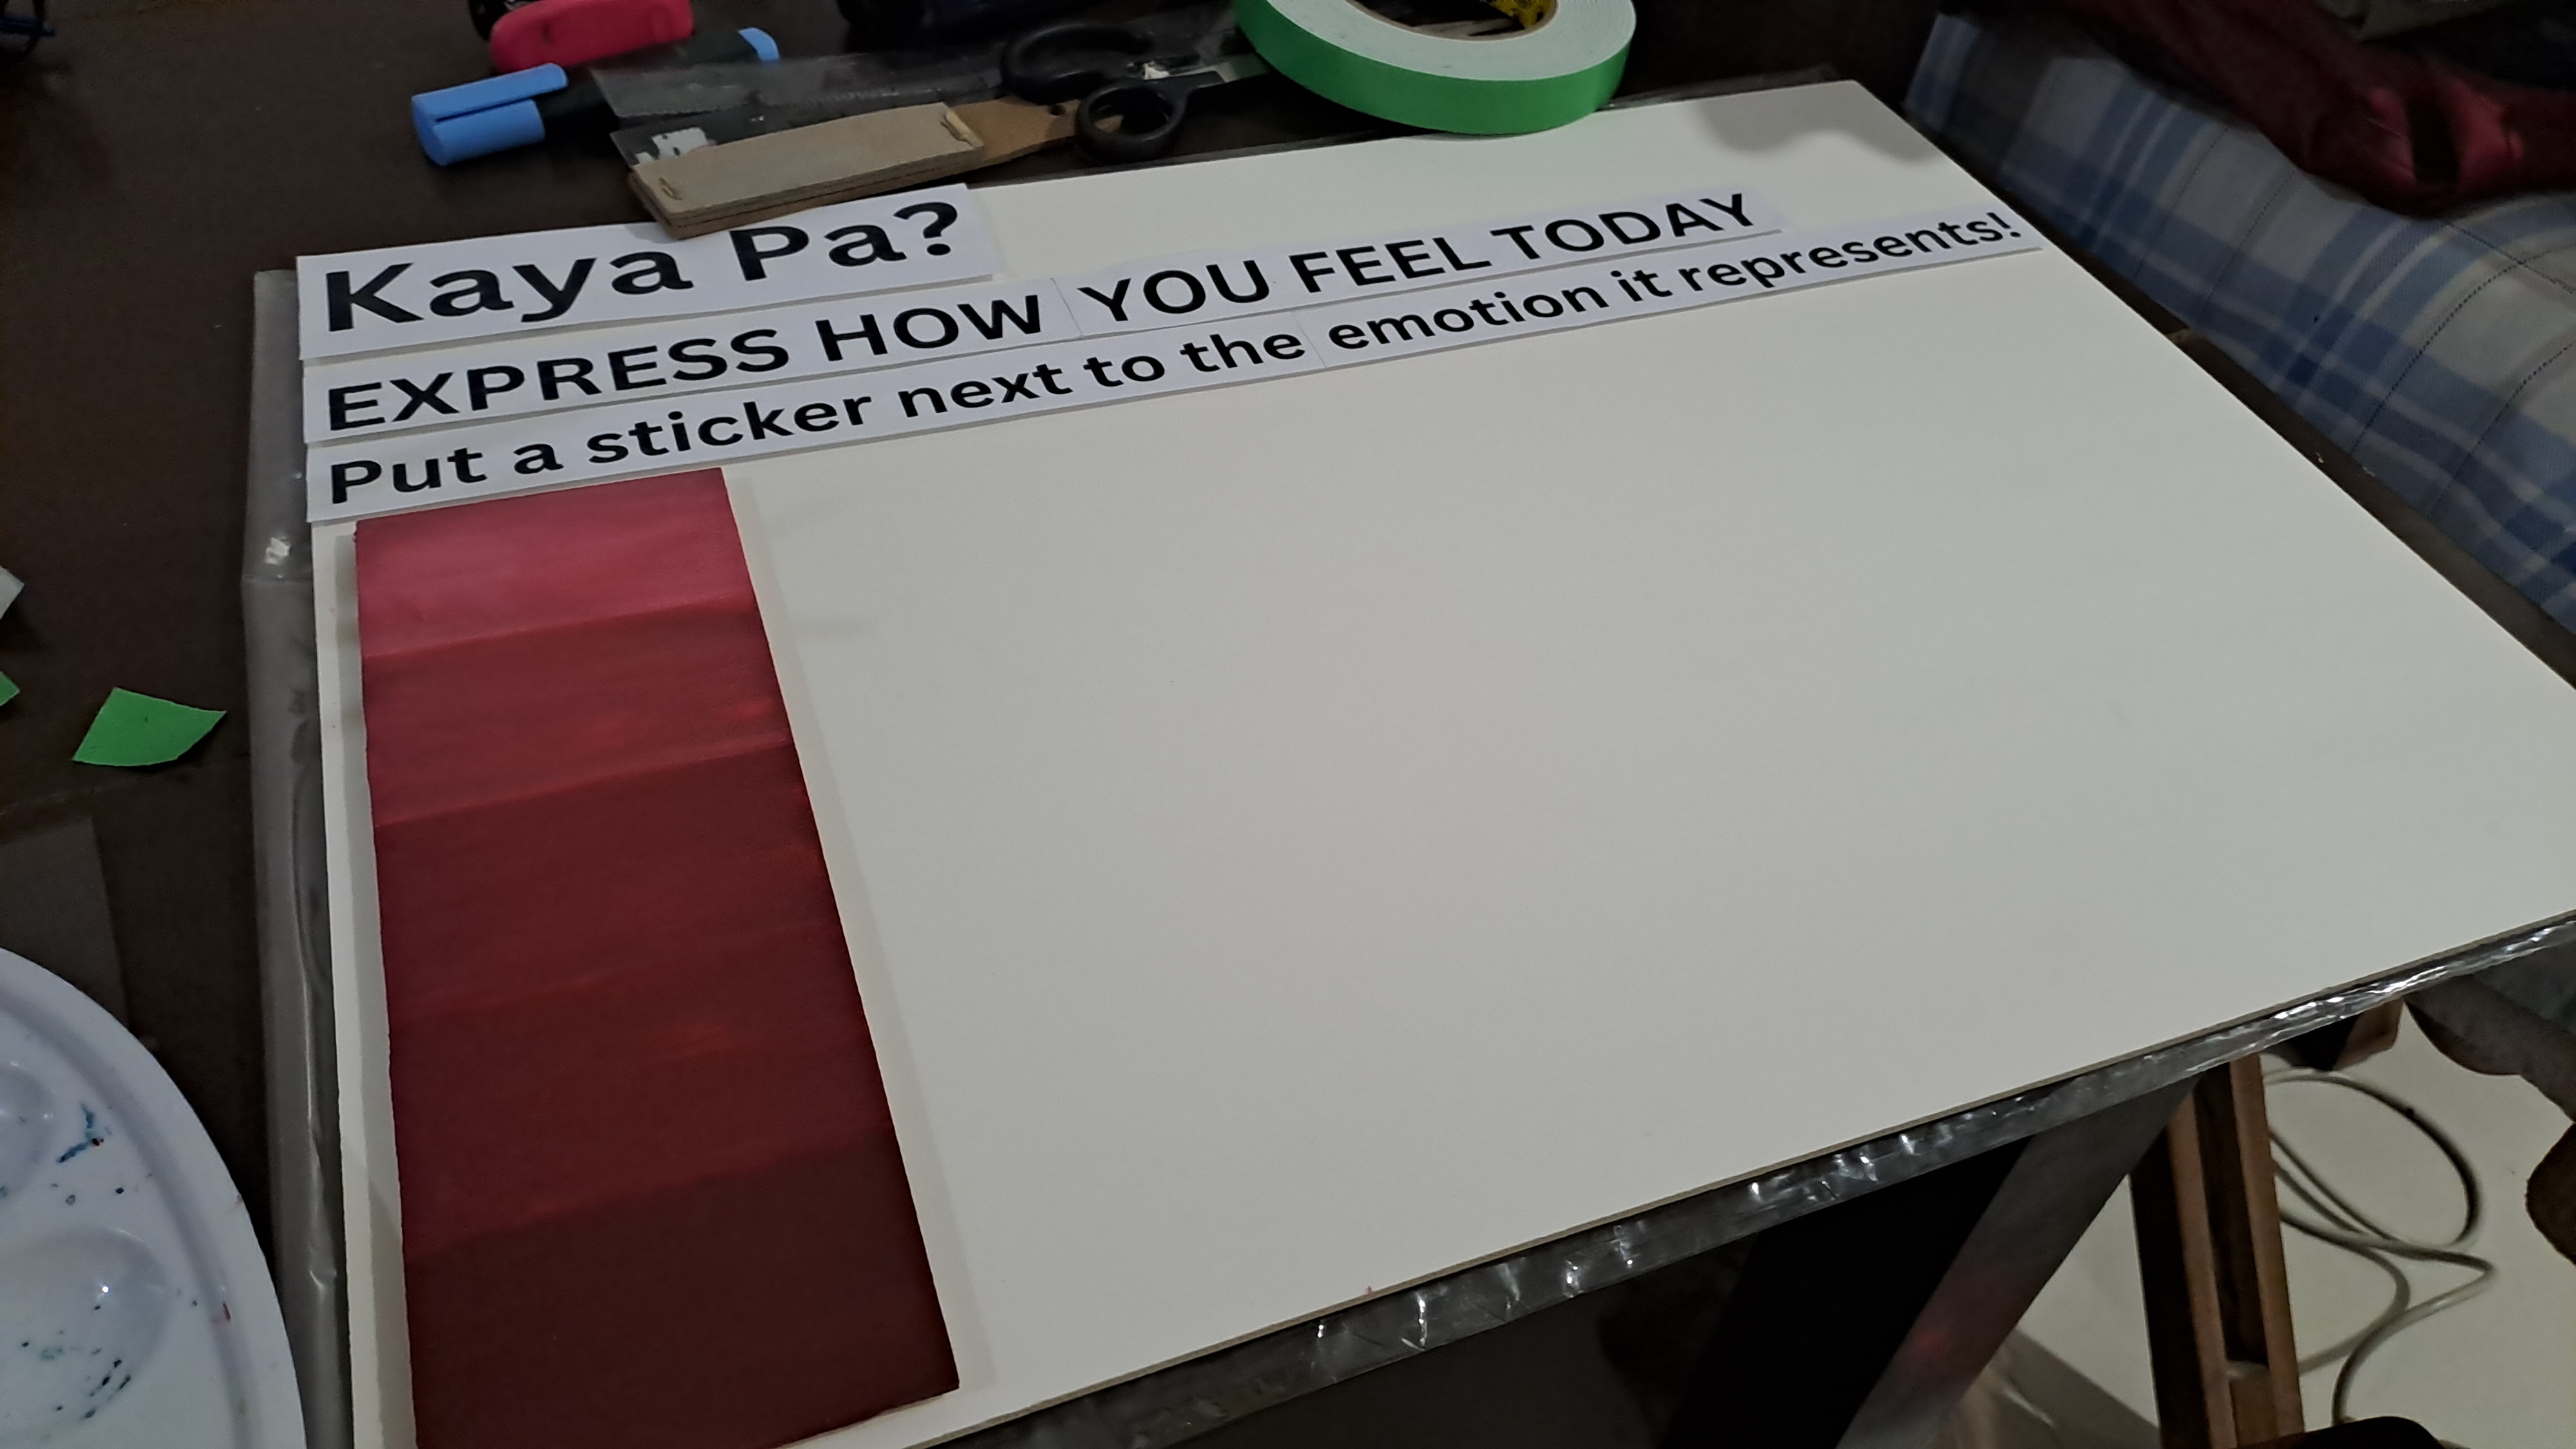 Kaya Pa?
EXPRESS HOW YOU FEEL TODAY
Put a sticker next to the emotion it represents!